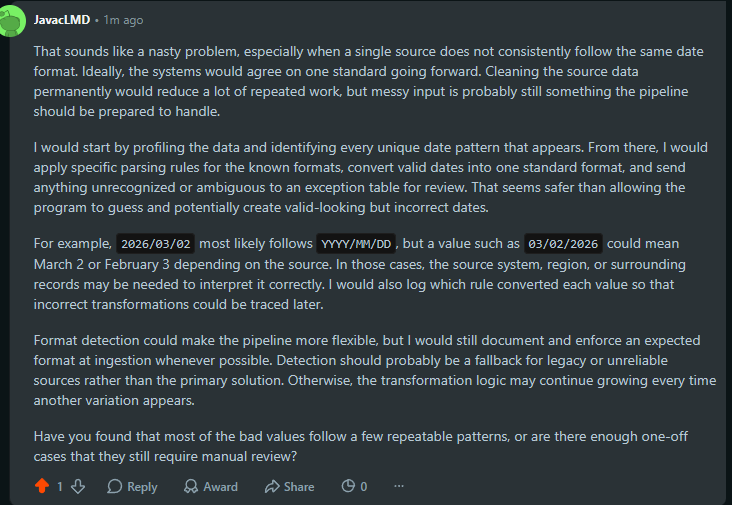 JavacLMD • 1m ago
That sounds like a nasty problem, especially when a single source does not consistently follow the same date
format. Ideally, the systems would agree on one standard going forward. Cleaning the source data
permanently would reduce a lot of repeated work, but messy input is probably still something the pipeline
should be prepared to handle.
I would start by profiling the data and identifying every unique date pattern that appears. From there, I would
apply specific parsing rules for the known formats, convert valid dates into one standard format, and send
anything unrecognized or ambiguous to an exception table for review. That seems safer than allowing the
program to guess and potentially create valid-looking but incorrect dates.
For example, 2026/03/02 most likely follows YYYY/MM/DD, but a value such as 03/02/2026 could mean
March 2 or February 3 depending on the source. In those cases, the source system, region, or surrounding
records may be needed to interpret it correctly. I would also log which rule converted each value so that
incorrect transformations could be traced later.
Format detection could make the pipeline more flexible, but I would still document and enforce an expected
format at ingestion whenever possible. Detection should probably be a fallback for legacy or unreliable
sources rather than the primary solution. Otherwise, the transformation logic may continue growing every time
another variation appears.
Have you found that most of the bad values follow a few repeatable patterns, or are there enough one-off
cases that they still require manual review?
1 Reply Award Share 0 ...